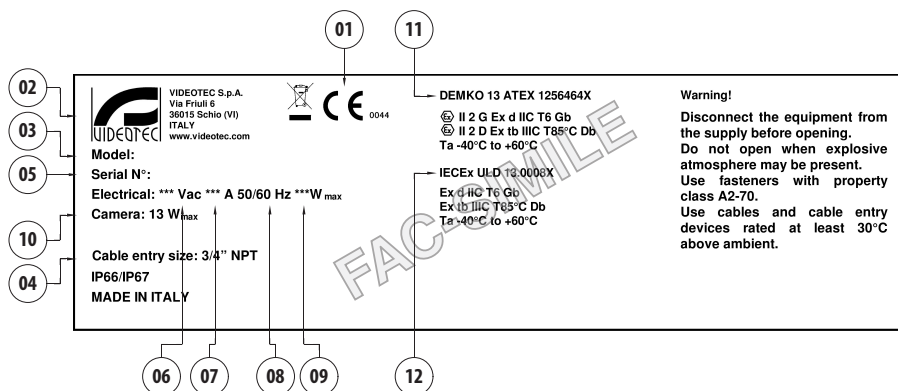 01
11
02
03
05
10
04
VIDEOTEC
VIDEOTEC S.p.A.
Via Friuli 6
36015 Schio (VI)
ITALY
www.videotec.com
0044
Model:
Serial N°:
Electrical: *** Vac *** A 50/60 Hz ***W max
Camera: 13 Wmax
Cable entry size: 3/4” NPT
IP66/IP67
MADE IN ITALY
DEMKO 13 ATEX 1256464X
Ex II 2 G Ex d IIC T6 Gb
Ex II 2 D Ex tb IIIC T85°C Db
Ta -40°C to +60°C
IECEx ULD 13.0008X
Ex d IIC T6 Gb
Ex tb IIIC T85°C Db
Ta -40°C to +60°C
FAC-SIMILE
Warning!
Disconnect the equipment from
the supply before opening.
Do not open when explosive
atmosphere may be present.
Use fasteners with property
class A2-70.
Use cables and cable entry
devices rated at least 30°C
above ambient.
06
07
08
09
12